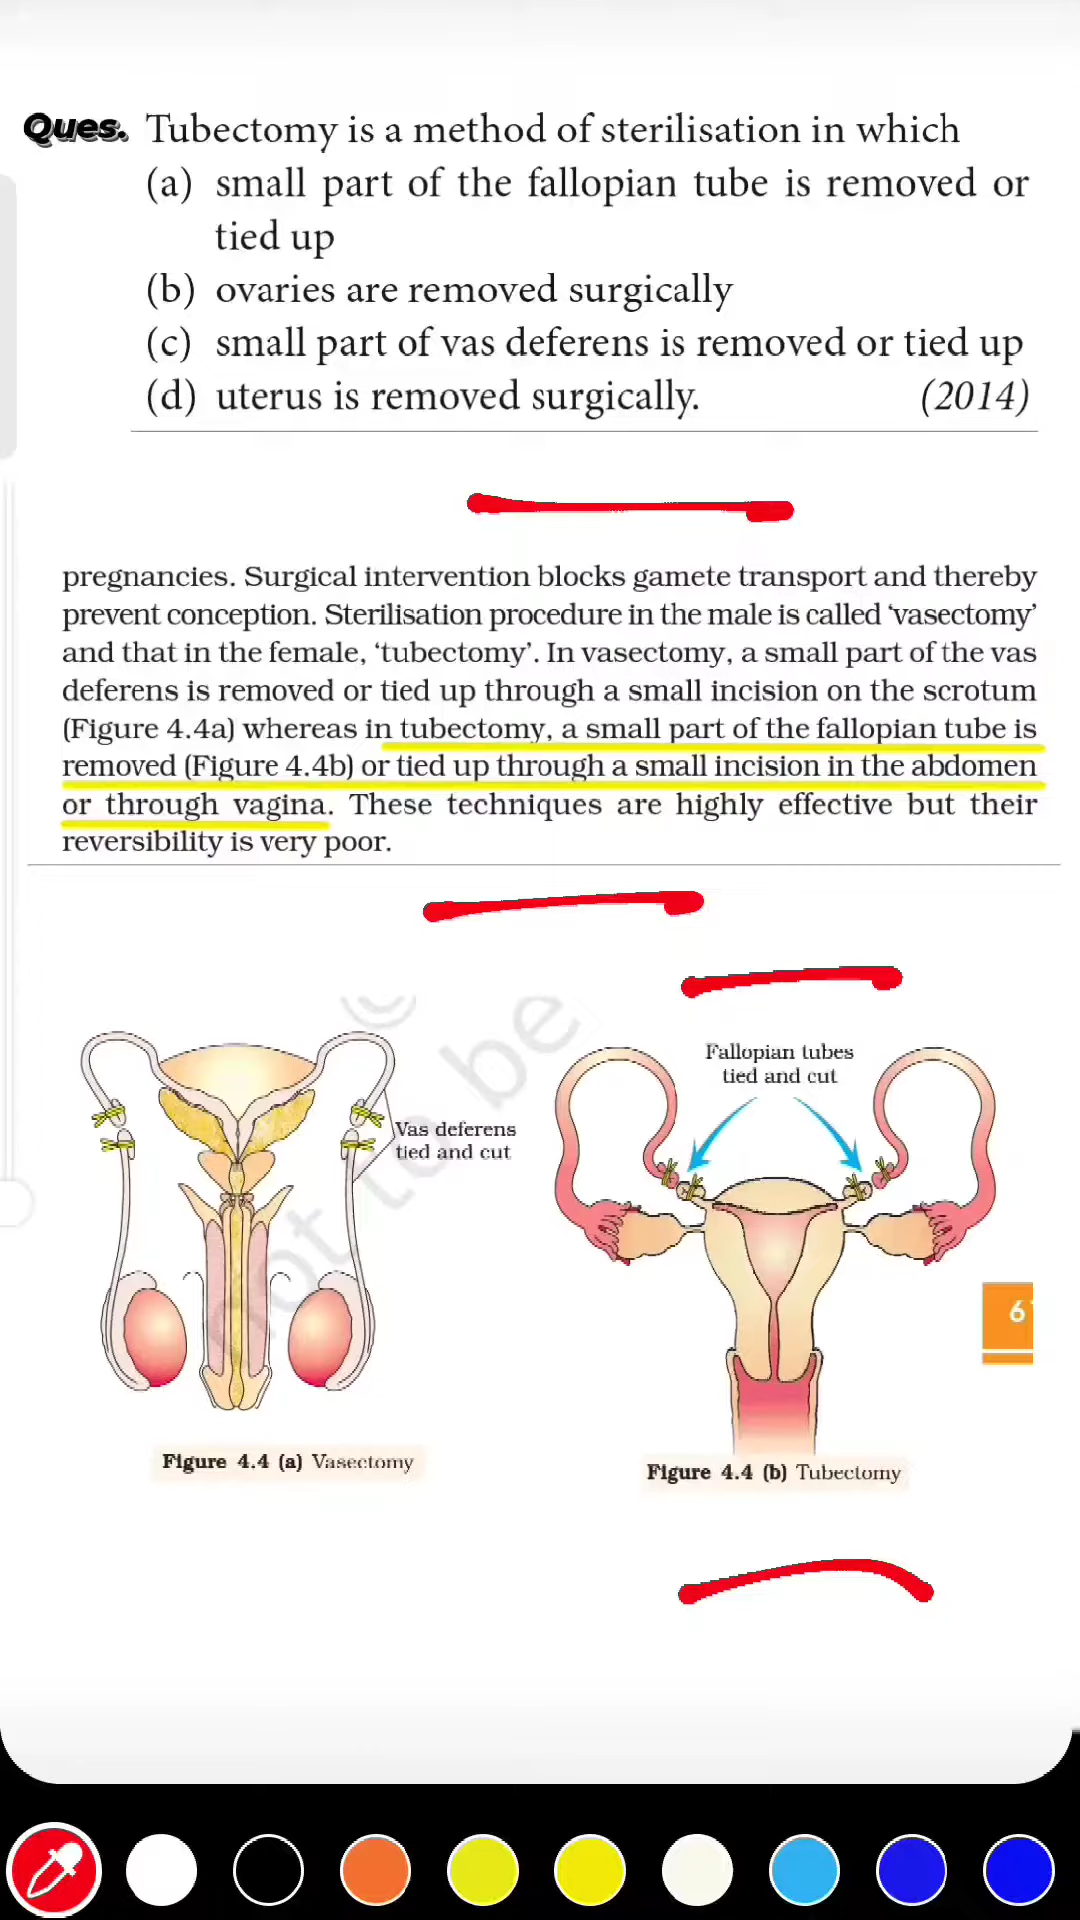 Ques. Tubectomy is a method of sterilisation in which
(a) small part of the fallopian tube is removed or
tied up
(b) ovaries are removed surgically
(c) small part of vas deferens is removed or tied up
(d) uterus is removed surgically. (2014)
pregnancies. Surgical intervention blocks gamete transport and thereby
prevent conception. Sterilisation procedure in the male is called ‘vasectomy’
and that in the female, ‘tubectomy’. In vasectomy, a small part of the vas
deferens is removed or tied up through a small incision on the scrotum
(Figure 4.4a) whereas in tubectomy, a small part of the fallopian tube is
removed (Figure 4.4b) or tied up through a small incision in the abdomen
or through vagina. These techniques are highly effective but their
reversibility is very poor.
not to be
Fallopian tubes
tied and cut
Vas deferens
tied and cut
Figure 4.4 (a) Vasectomy
Figure 4.4 (b) Tubectomy